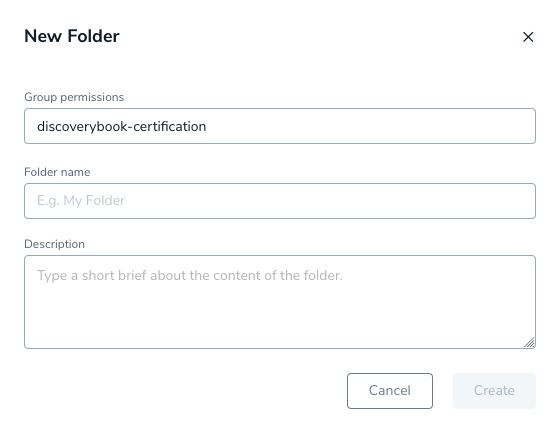 New Folder
Group permissions
discoverybook-certification
Folder name
E.g. My Folder
Description
Type a short brief about the content of the folder.
Cancel
Create